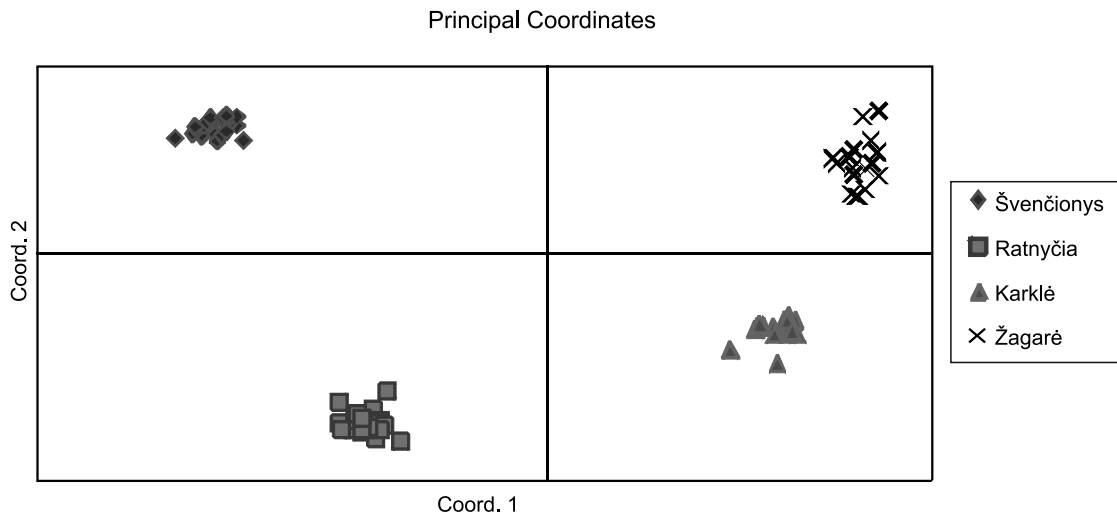 Principal Coordinates
Coord. 2
Coord. 1
Švenčionys
Ratnyčia
Karklė
Žagarė